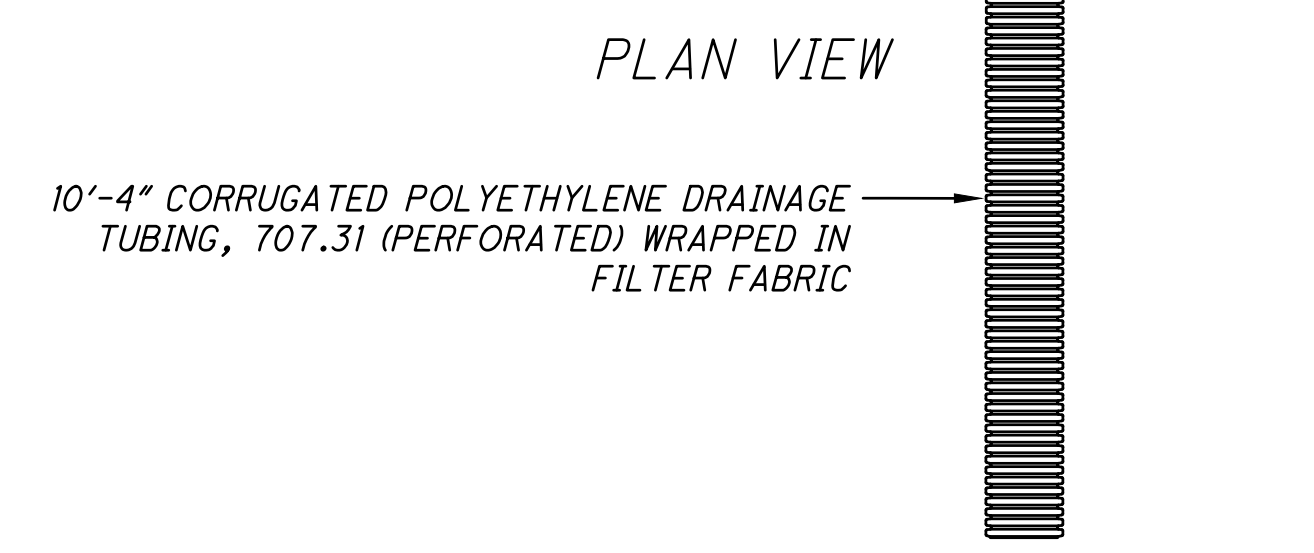 PLAN VIEW
10'-4" CORRUGATED POLYETHYLENE DRAINAGE
TUBING, 707.31 (PERFORATED) WRAPPED IN
FILTER FABRIC